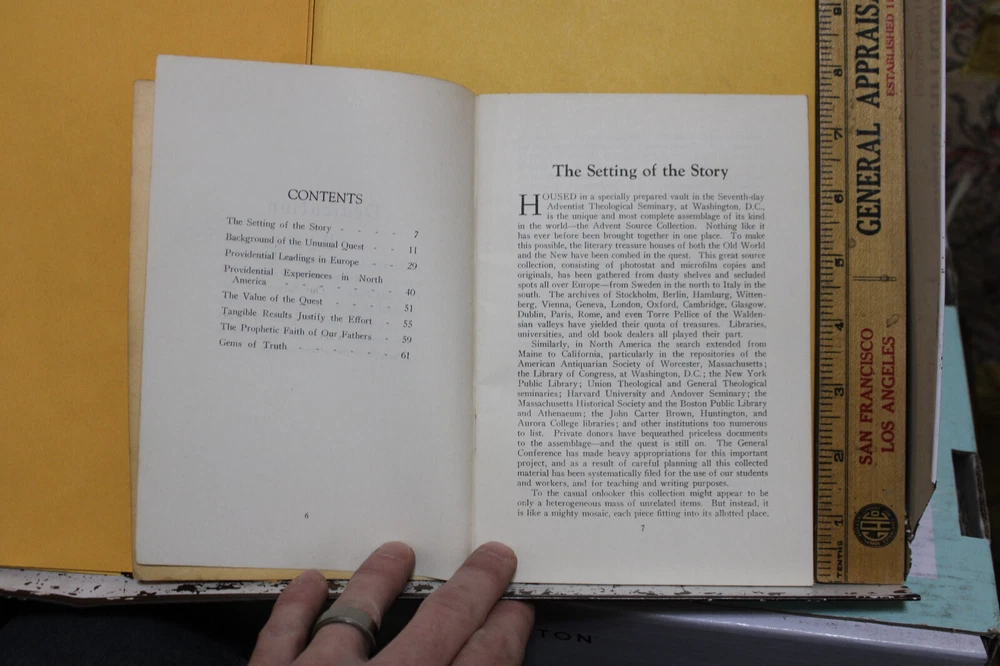 CONTENTS
The Setting of the Story - - - - 7
Background of the Unusual Quest - - 11
Providential Leadings in Europe - - 29
Providential Experiences in North
America - - - - - - 40
The Value of the Quest - - - - 51
Tangible Results Justify the Effort - 55
The Prophetic Faith of Our Fathers - 59
Gems of Truth - - - - - - 61
6
The Setting of the Story
HOUSED in a specially prepared vault in the Seventh-day
Adventist Theological Seminary, at Washington, D.C.,
is the unique and most complete assemblage of its kind
in the world—the Advent Source Collection. Nothing like it
has ever before been brought together in one place. To make
this possible, the literary treasure houses of both the Old World
and the New have been combed in the quest. This great source
collection, consisting of photostat and microfilm copies and
originals, has been gathered from dusty shelves and secluded
spots all over Europe—from Sweden in the north to Italy in the
south. The archives of Stockholm, Berlin, Hamburg, Witten-
berg, Vienna, Geneva, London, Oxford, Cambridge, Glasgow,
Dublin, Paris, Rome, and even Torre Pellice of the Walden-
sian valleys have yielded their quota of treasures. Libraries,
universities, and old book dealers all played their part.
Similarly, in North America the search extended from
Maine to California, particularly in the repositories of the
American Antiquarian Society of Worcester, Massachusetts;
the Library of Congress, at Washington, D.C.; the New York
Public Library; Union Theological and General Theological
seminaries; Harvard University and Andover Seminary; the
Massachusetts Historical Society and the Boston Public Library
and Athenaeum; the John Carter Brown, Huntington, and
Aurora College libraries; and other institutions too numerous
to list. Private donors have bequeathed priceless documents
to the assemblage—and the quest is still on. The General
Conference has made heavy appropriations for this important
project, and as a result of careful planning all this collected
material has been systematically filed for the use of our students
and workers, and for teaching and writing purposes.
To the casual onlooker this collection might appear to be
only a heterogeneous mass of unrelated items. But instead, it
is like a mighty mosaic, each piece fitting into its allotted place.
7
GENERAL APPRAIS
ESTABLISHED 1
SAN FRANCISCO
LOS ANGELES
TENTHS
1
2
3
4
5
6
7
8